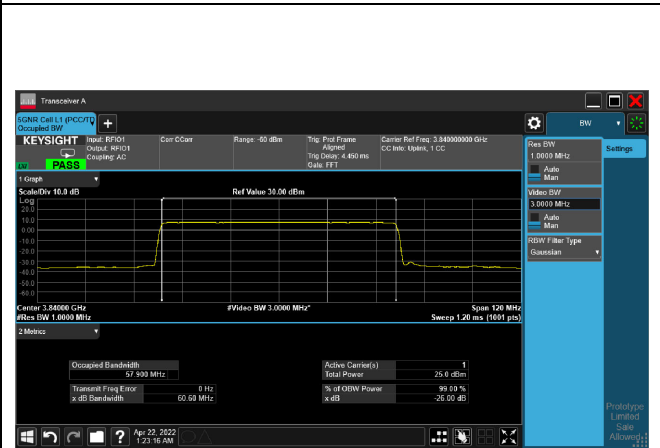 Transceiver A
5GNR Cell L1 (PCC/TD
Occupied BW
+
BW
KEYSIGHT
Input: RFIO1
Output: RFIO1
Coupling: AC
Corr CCorr
Range: -60 dBm
Trig: Prot Frame
Aligned
Trig Delay: 4.450 ms
Gate: FFT
Carrier Ref Freq: 3.840000000 GHz
CC Info: Uplink, 1 CC
PASS
Res BW
1.0000 MHz
Auto
Man
Settings
Video BW
3.0000 MHz
Auto
Man
RBW Filter Type
Gaussian
1 Graph
Scale/Div 10.0 dB
Ref Value 30.00 dBm
Log
20.0
10.0
0.00
-10.0
-20.0
-30.0
-40.0
-50.0
-60.0
Center 3.84000 GHz
#Video BW 3.0000 MHz*
Span 120 MHz
#Res BW 1.0000 MHz
Sweep 1.20 ms (1001 pts)
2 Metrics
Occupied Bandwidth
57.900 MHz
Active Carrier(s) 1
Total Power 25.0 dBm
Transmit Freq Error 0 Hz
x dB Bandwidth 60.60 MHz
% of OBW Power 99.00 %
x dB -26.00 dB
Prototype
Limited
Sale
Allowed
?
Apr 22, 2022
1:23:16 AM